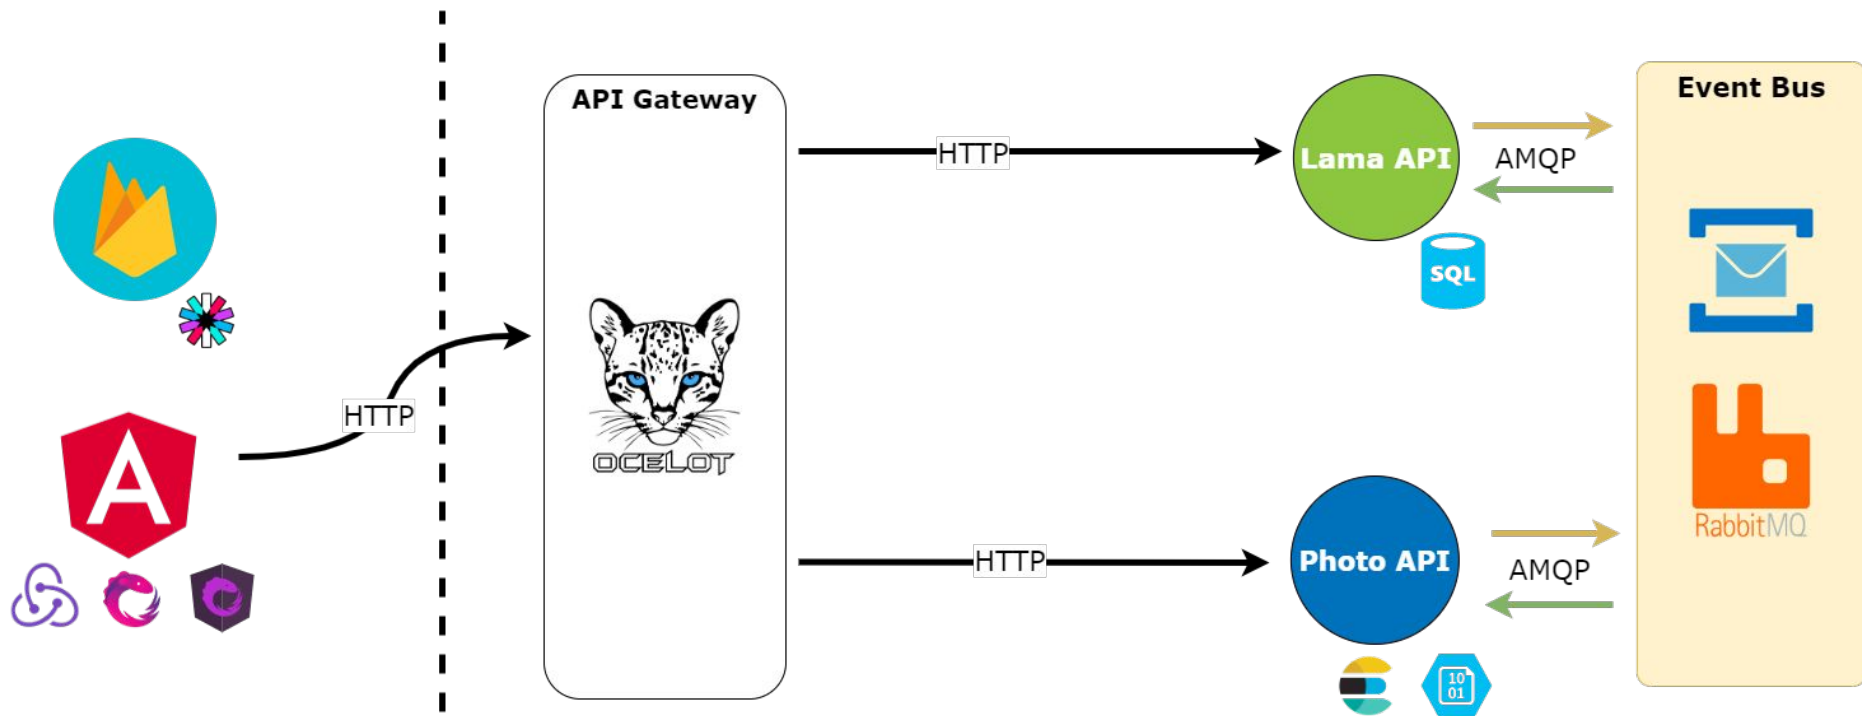 API Gateway
Event Bus
HTTP
Lama API
AMQP
SQL
HTTP
OCELOT
A
RabbitMQ
HTTP
Photo API
AMQP
10
01